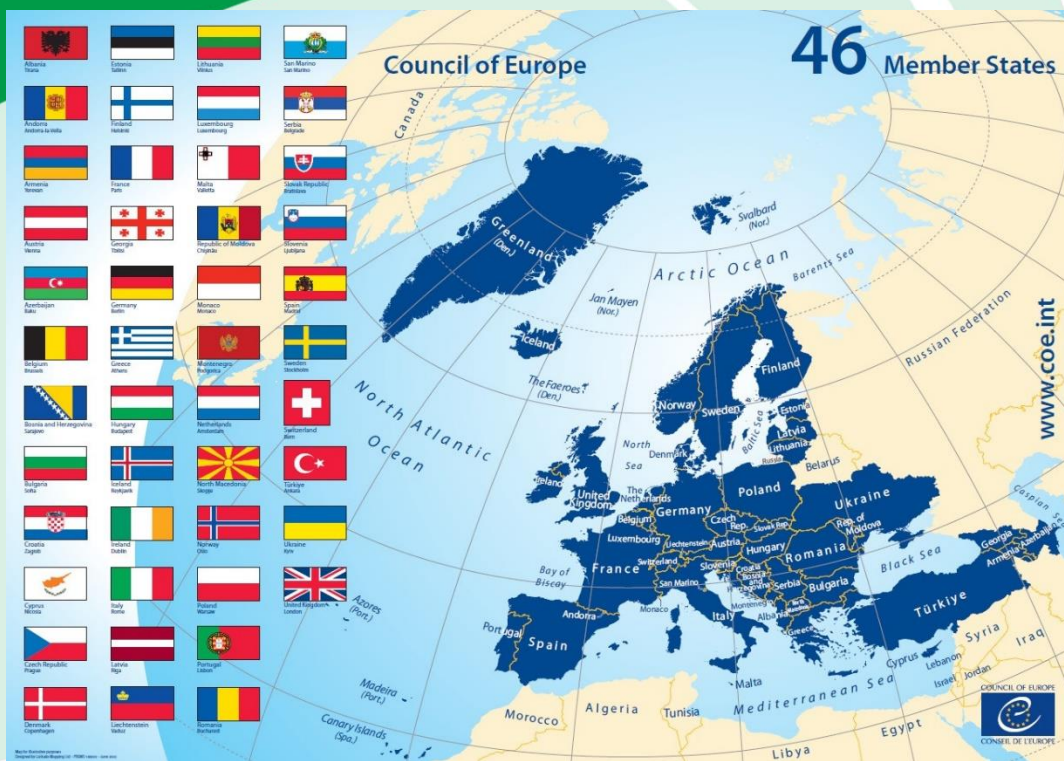 Council of Europe
46 Member States
Albania
Tirana
Andorra
Andorra-la-Vella
Armenia
Yerevan
Austria
Vienna
Azerbaijan
Baku
Belgium
Brussels
Bosnia and Herzegovina
Sarajevo
Bulgaria
Sofia
Croatia
Zagreb
Cyprus
Nicosia
Czech Republic
Prague
Denmark
Copenhagen
Estonia
Tallinn
Finland
Helsinki
France
Paris
Georgia
Tbilisi
Germany
Berlin
Greece
Athens
Hungary
Budapest
Iceland
Reykjavik
Ireland
Dublin
Italy
Rome
Latvia
Riga
Liechtenstein
Vaduz
Lithuania
Vilnius
Luxembourg
Luxembourg
Malta
Valletta
Republic of Moldova
Chişinău
Monaco
Monaco
Montenegro
Podgorica
Netherlands
Amsterdam
North Macedonia
Skopje
Norway
Oslo
Poland
Warsaw
Portugal
Lisbon
Romania
Bucharest
San Marino
San Marino
Serbia
Belgrade
Slovak Republic
Bratislava
Slovenia
Ljubljana
Spain
Madrid
Sweden
Stockholm
Switzerland
Bern
Türkiye
Ankara
Ukraine
Kyiv
United Kingdom
London
Canada
Greenland
(Den.)
Svalbard
(Nor.)
Arctic Ocean
Barents Sea
Jan Mayen
(Nor.)
Iceland
Russian Federation
www.coe.int
The Faeroes
(Den.)
North Atlantic
Ocean
Finland
Norway
Sweden
Baltic Sea
Estonia
Latvia
Lithuania
Russia
Belarus
North
Sea
Denmark
Ireland
United
Kingdom
The
Netherlands
Belgium
Luxembourg
Germany
Poland
Czech
Rep.
Slovak Rep.
Ukraine
Rep. of
Moldova
Liechtenstein
Austria
Hungary
Romania
France
Switzerland
Slovenia
Croatia
Bosnia
and
Herzegovina
Serbia
Bulgaria
San Marino
Monaco
Italy
Albania
Greece
Bay of
Biscay
Andorra
Portugal
Spain
Black Sea
Caspian Sea
Georgia
Armenia
Azerbaijan
Türkiye
Cyprus
Syria
Iraq
Lebanon
Israel
Jordan
Malta
Mediterranean Sea
Azores
(Port.)
Madeira
(Port.)
Canary Islands
(Spa.)
Morocco
Algeria
Tunisia
Libya
Egypt
COUNCIL OF EUROPE
CONSEIL DE L'EUROPE